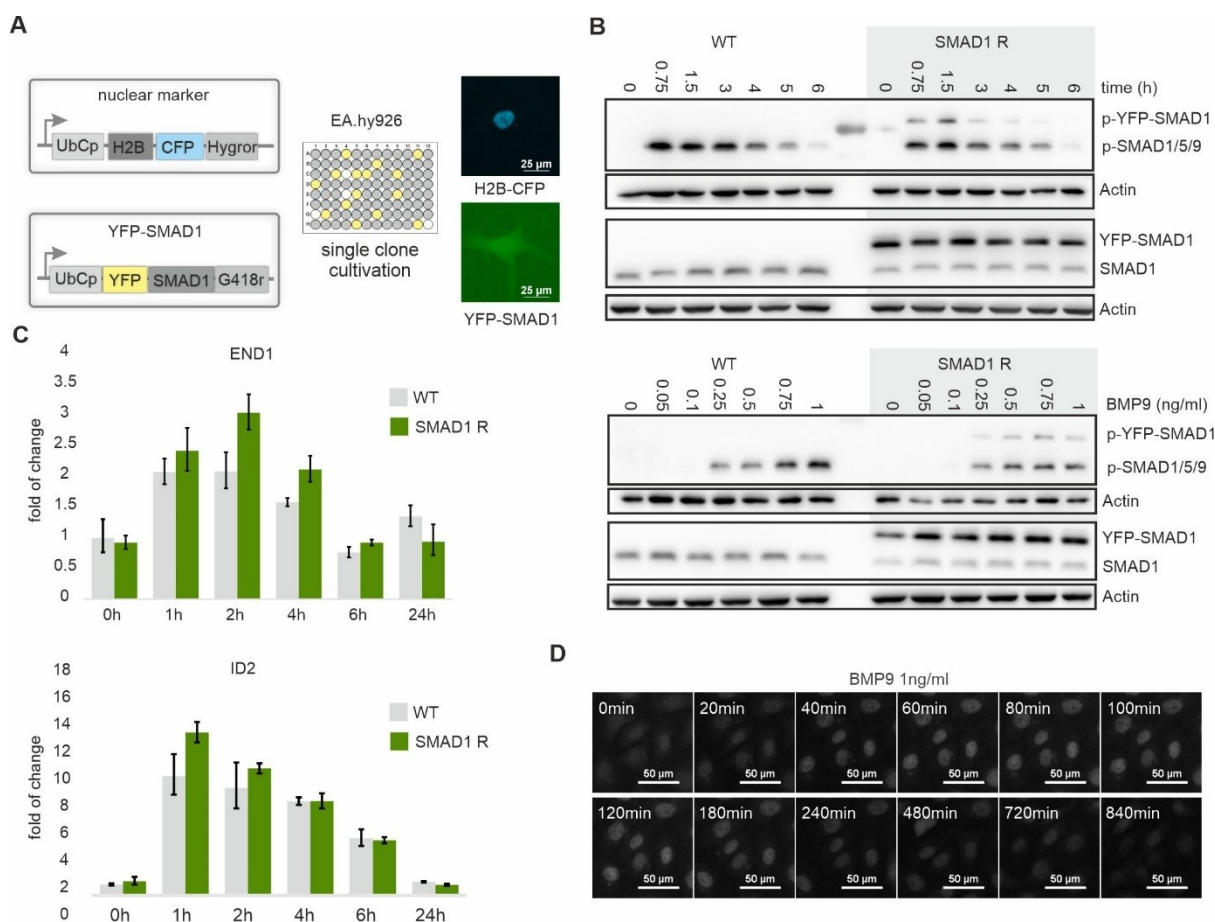 A
nuclear marker
UbCp H2B CFP Hygror
YFP-SMAD1
UbCp YFP SMAD1 G418r
EA.hy926
single clone
cultivation
25 µm
H2B-CFP
25 µm
YFP-SMAD1
B
WT SMAD1 R
0 0.75 1.5 3 4 5 6 0 0.75 1.5 3 4 5 6 time (h)
p-YFP-SMAD1
p-SMAD1/5/9
Actin
YFP-SMAD1
SMAD1
Actin
WT SMAD1 R
0 0.05 0.1 0.25 0.5 0.75 1 0 0.05 0.1 0.25 0.5 0.75 1 BMP9 (ng/ml)
p-YFP-SMAD1
p-SMAD1/5/9
Actin
YFP-SMAD1
SMAD1
Actin
C
END1
WT
SMAD1 R
fold of change
4
3.5
3
2.5
2
1.5
1
0.5
0
0h 1h 2h 4h 6h 24h
ID2
WT
SMAD1 R
fold of change
18
16
14
12
10
8
6
4
2
0
0h 1h 2h 4h 6h 24h
D
BMP9 1ng/ml
0min 20min 40min 60min 80min 100min
50 µm 50 µm 50 µm 50 µm 50 µm 50 µm
120min 180min 240min 480min 720min 840min
50 µm 50 µm 50 µm 50 µm 50 µm 50 µm